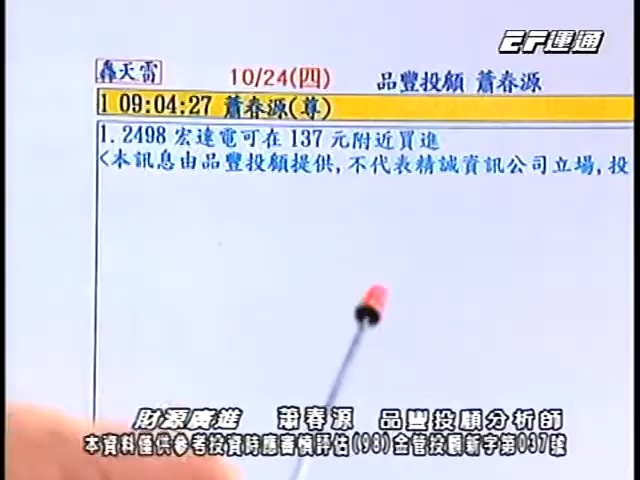 EF運通
轟天雷 10/24(四) 品豐投顧 蕭春源
1 09:04:27 蕭春源(尊)
1. 2498 宏達電可在 137 元附近買進
<本訊息由品豐投顧提供,不代表精誠資訊公司立場,投
財源廣進 蕭春源 品豐投顧分析師
本資料僅供參考投資時應審慎評估(98)金管投顧新字第037號